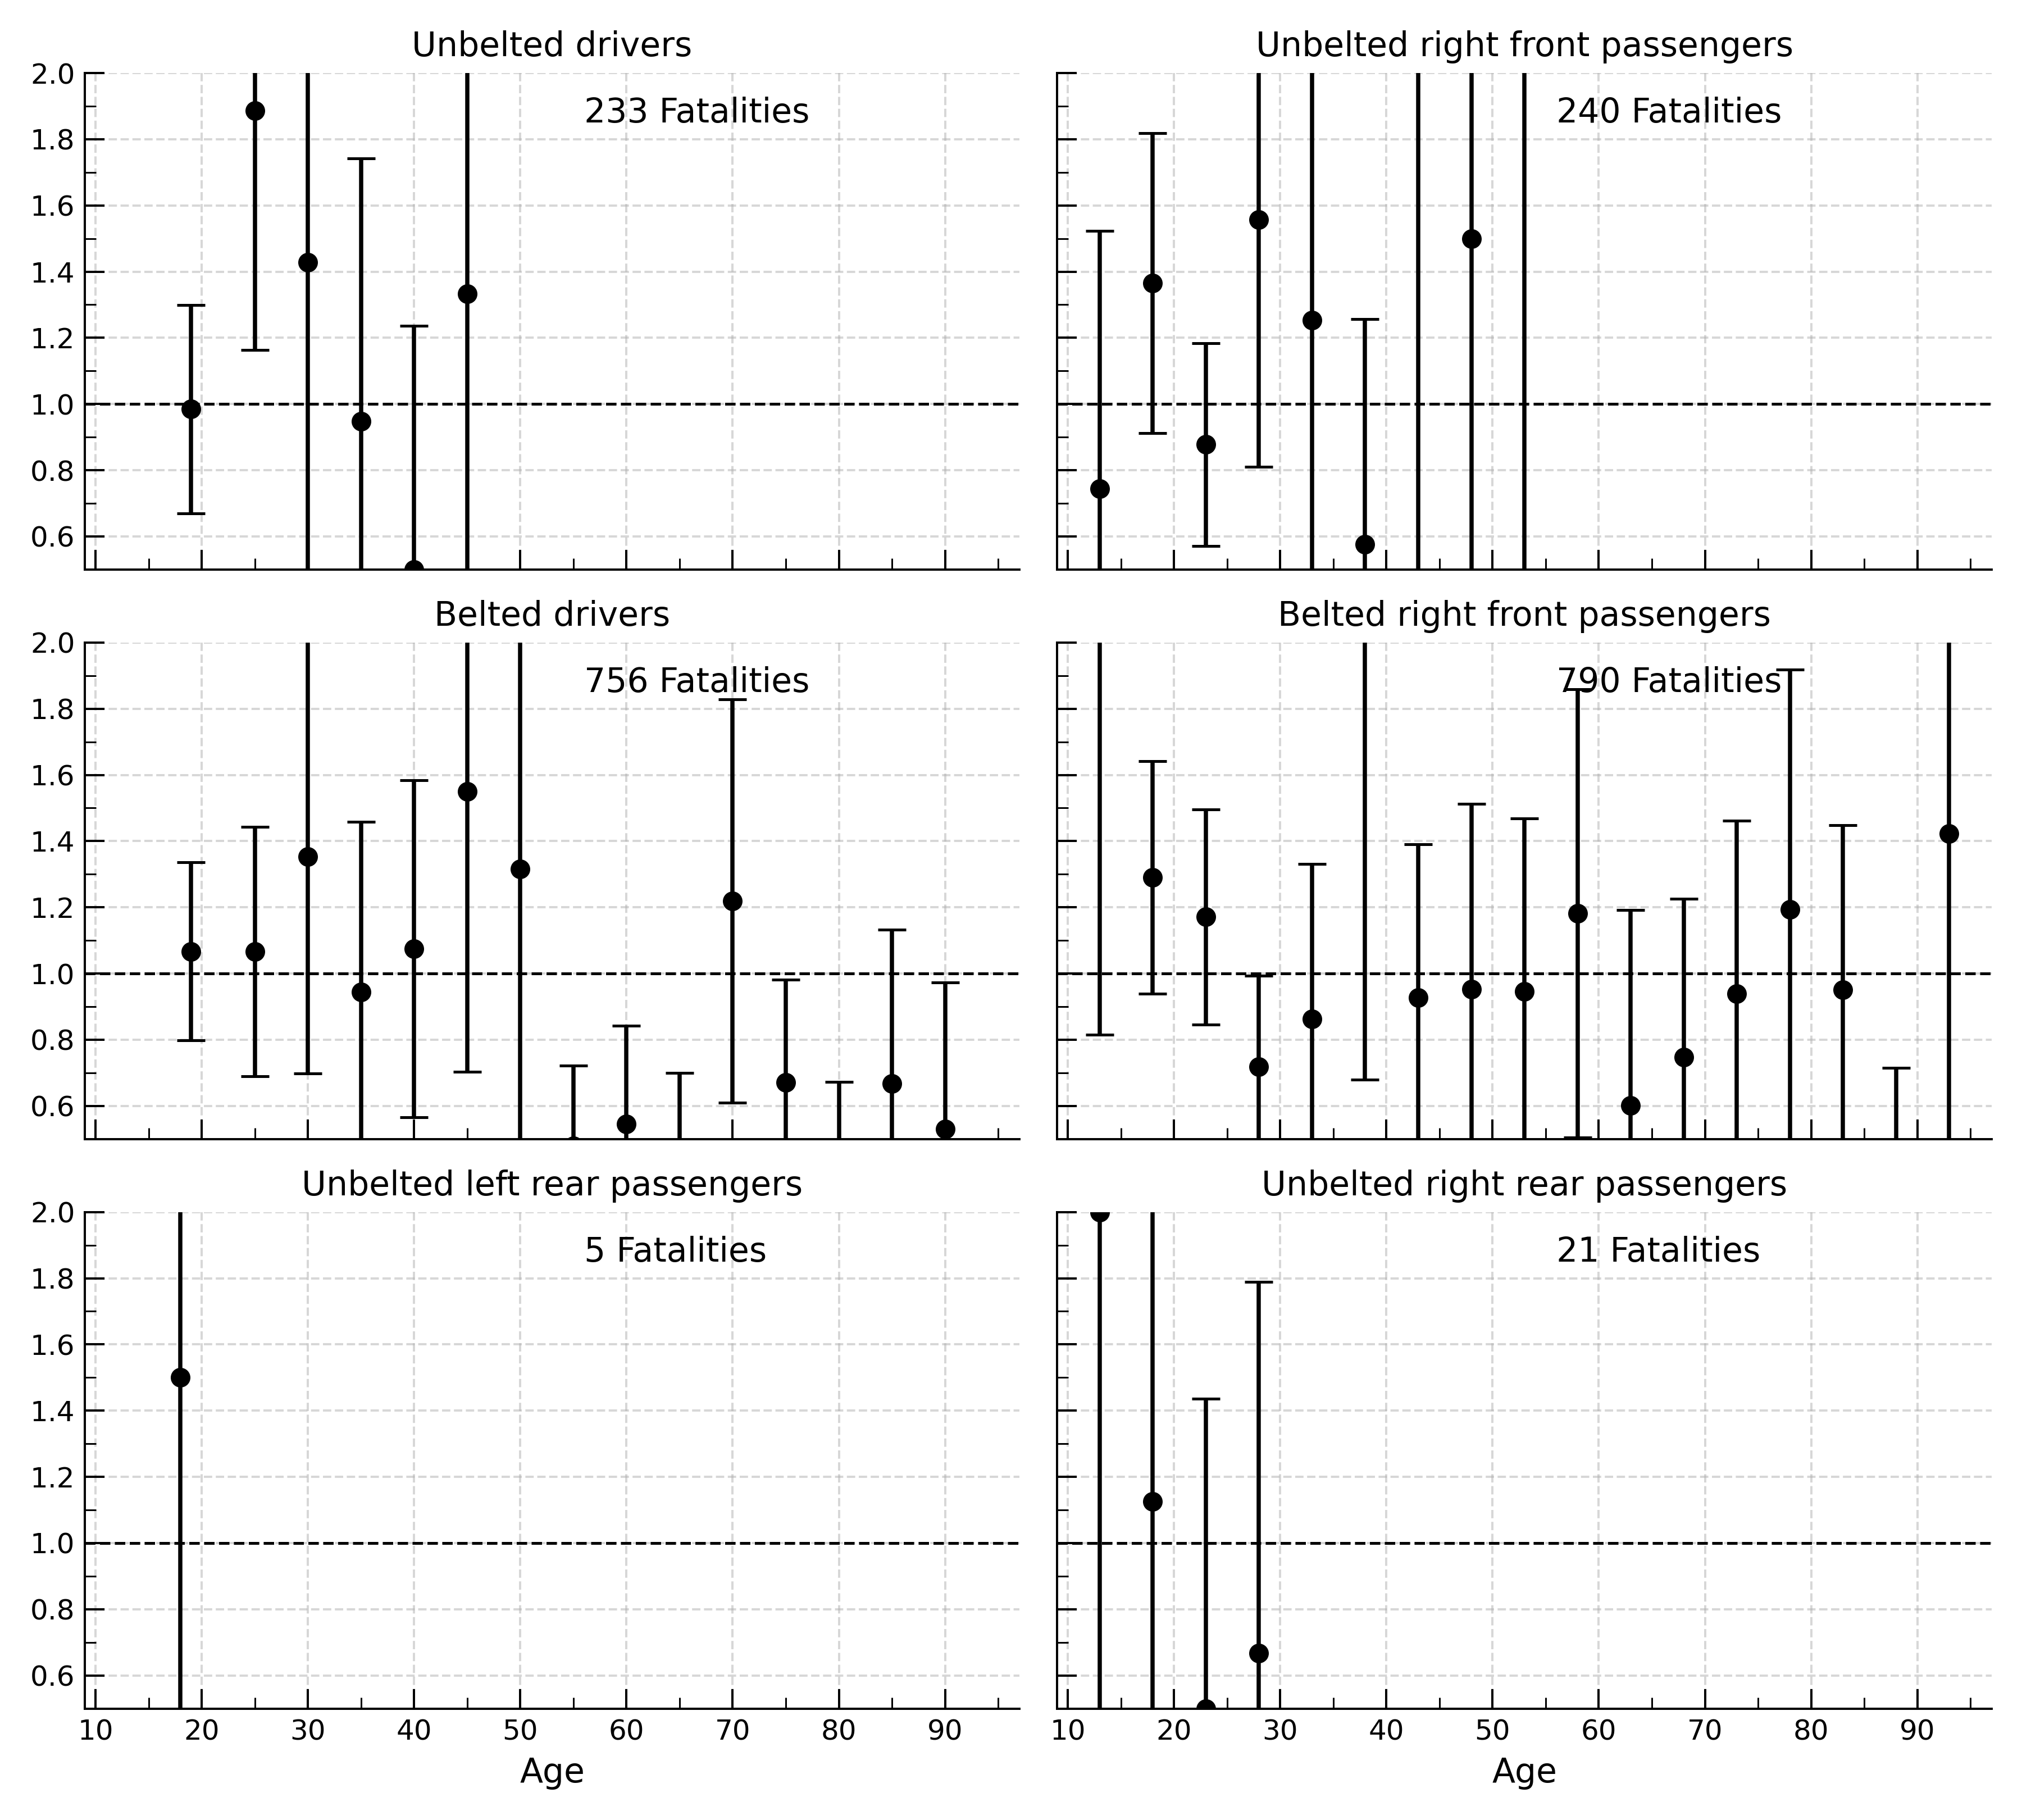 Unbelted drivers
Unbelted right front passengers
2.0
1.8
1.6
1.4
1.2
1.0
0.8
0.6
233 Fatalities
240 Fatalities
Belted drivers
Belted right front passengers
2.0
1.8
1.6
1.4
1.2
1.0
0.8
0.6
756 Fatalities
790 Fatalities
Unbelted left rear passengers
Unbelted right rear passengers
2.0
1.8
1.6
1.4
1.2
1.0
0.8
0.6
5 Fatalities
21 Fatalities
10 20 30 40 50 60 70 80 90
10 20 30 40 50 60 70 80 90
Age
Age